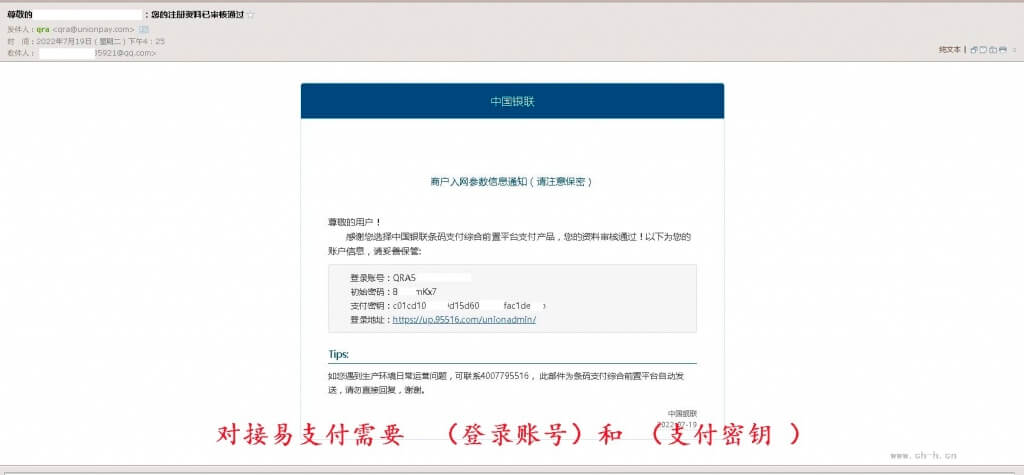 尊敬的 ：您的注册资料已审核通过
发件人：qra <qra@unionpay.com>
时 间：2022年7月19日（星期二）下午4：25
收件人： 35921@qq.com>
纯文本 |
中国银联
商户入网参数信息通知（请注意保密）
尊敬的用户！
感谢您选择中国银联条码支付综合前置平台支付产品，您的资料审核通过！以下为您的
账户信息，请妥善保管:
登录账号：QRA5
初始密码：8 mKx7
支付密钥：c01cd10 d15d60 fac1de
登录地址：https://up.95516.com/unionadmin/
Tips:
如您遇到生产环境日常运营问题，可联系4007795516 ，此邮件为条码支付综合前置平台自动发
送，请勿直接回复，谢谢。
中国银联
2022-07-19
对接易支付需要 （登录账号）和 （支付密钥 ）
www.ch-h.cn